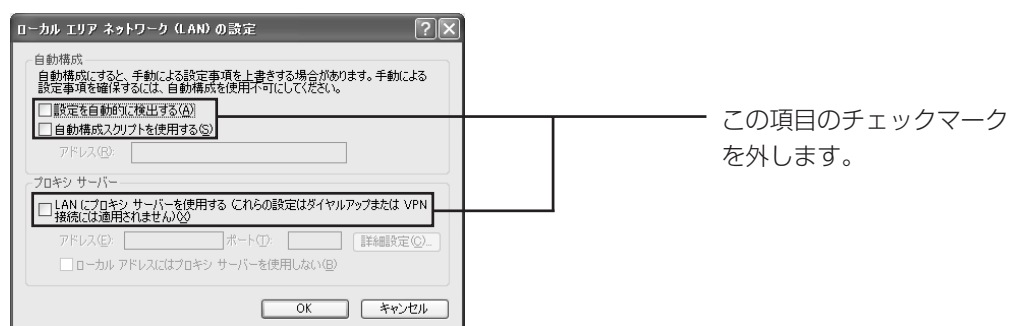 ローカル エリア ネットワーク (LAN) の設定
自動構成
自動構成にすると、手動による設定事項を上書きする場合があります。手動による
設定事項を確保するには、自動構成を使用不可にしてください。
設定を自動的に検出する(A)
自動構成スクリプトを使用する(S)
アドレス(R):
プロキシ サーバー
LAN にプロキシ サーバーを使用する (これらの設定はダイヤルアップまたは VPN
接続には適用されません)(X)
アドレス(E): ポート(T): 詳細設定(C)...
ローカル アドレスにはプロキシ サーバーを使用しない(B)
OK キャンセル
この項目のチェックマーク
を外します。